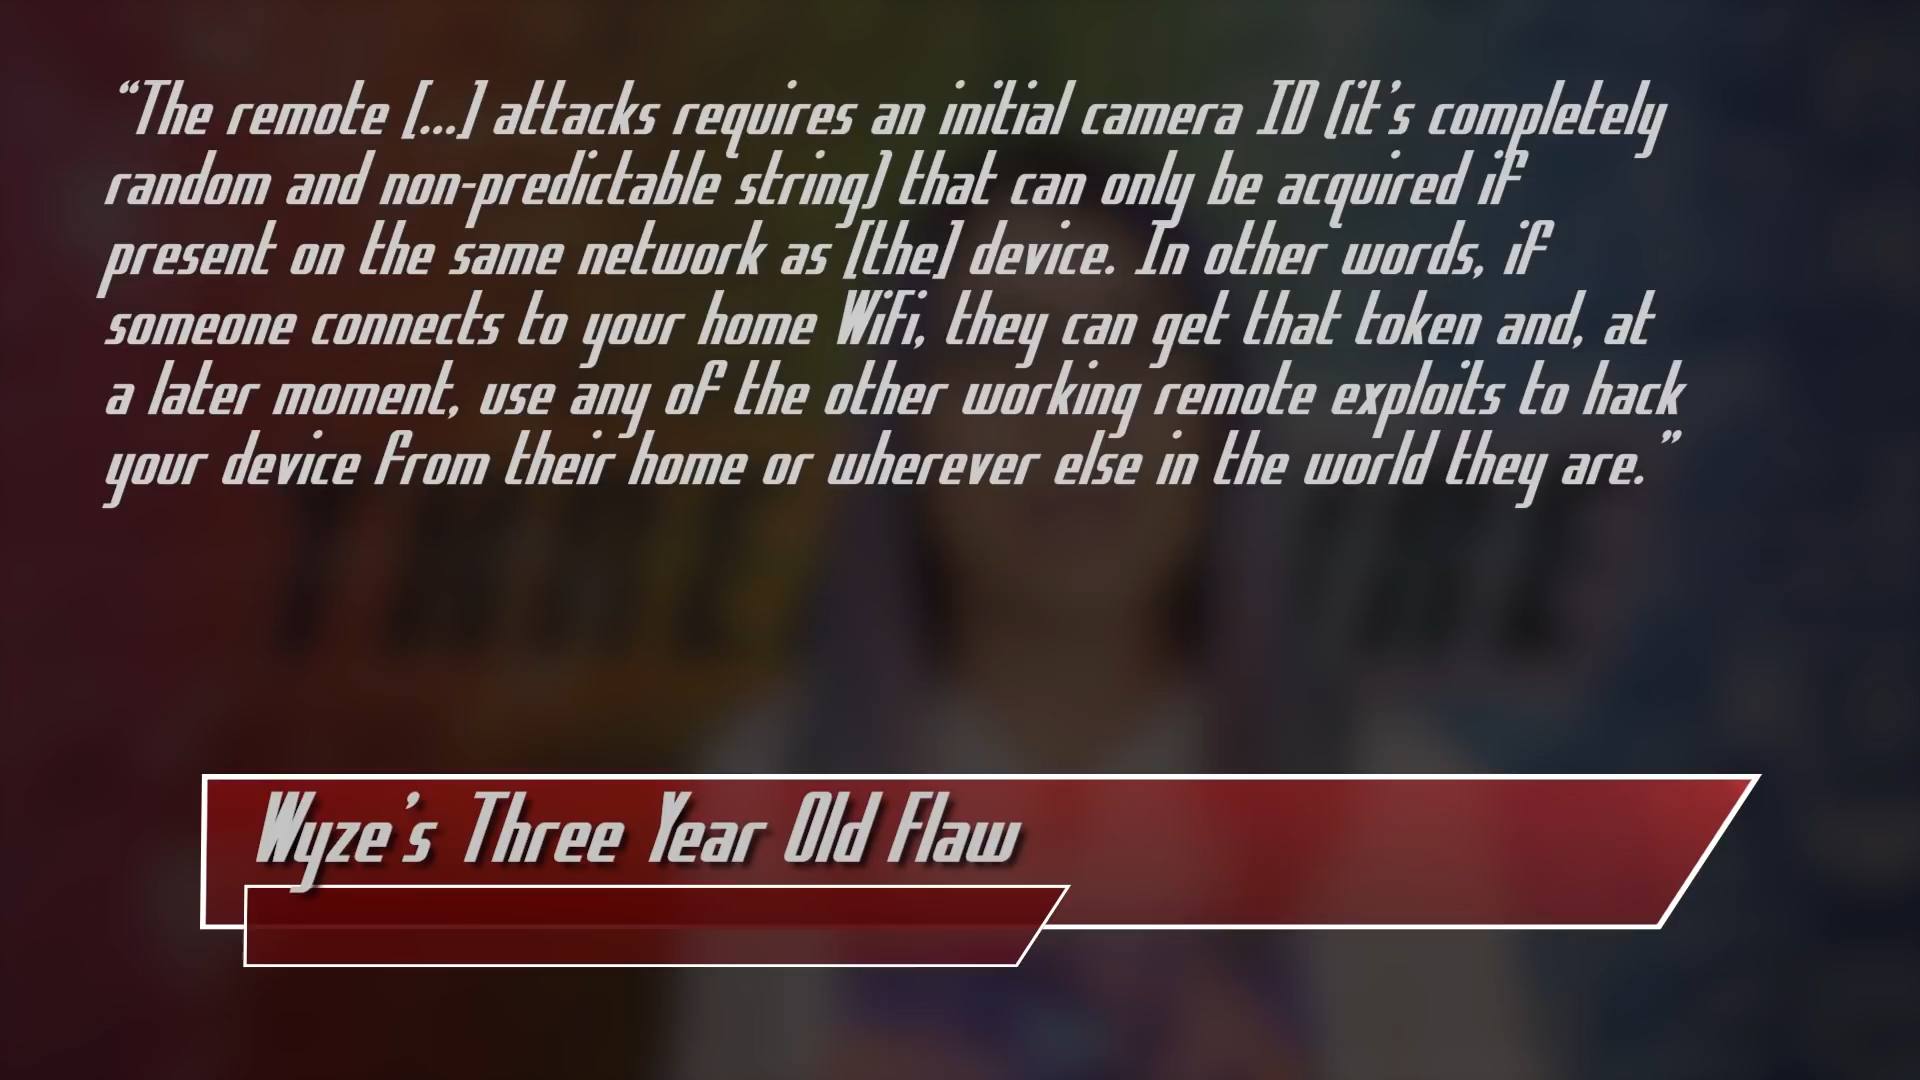 “The remote [...] attacks requires an initial camera ID (it’s completely
random and non-predictable string) that can only be acquired if
present on the same network as [the] device. In other words, if
someone connects to your home WiFi, they can get that token and, at
a later moment, use any of the other working remote exploits to hack
your device from their home or wherever else in the world they are.”
Wyze’s Three Year Old Flaw